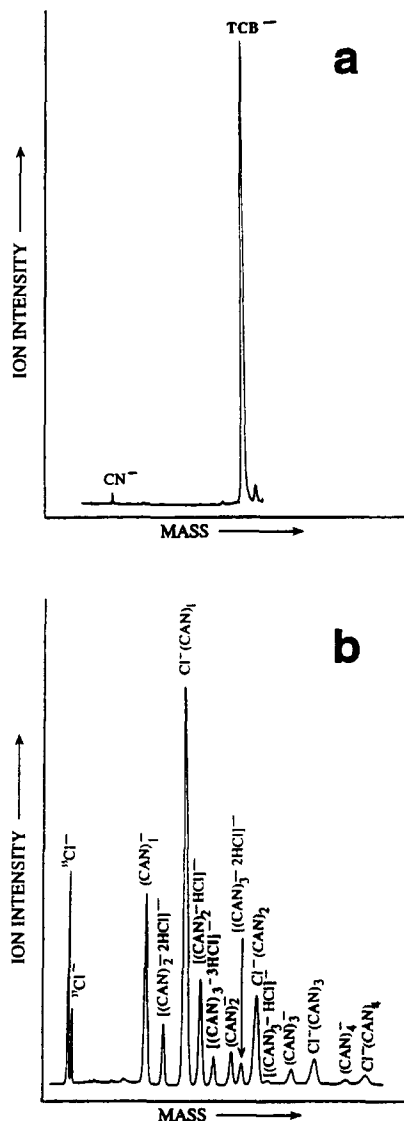 TCB⁻
a
ION INTENSITY
CN⁻
MASS
b
³⁵Cl⁻
³⁷Cl⁻
(CAN)₁⁻
[(CAN)₂-2HCl]⁻
Cl⁻(CAN)₁
[(CAN)₂-HCl]⁻
[(CAN)₃-3HCl]⁻
(CAN)₂⁻
[(CAN)₃-2HCl]⁻
Cl⁻(CAN)₂
[(CAN)₃-HCl]⁻
(CAN)₃⁻
Cl⁻(CAN)₃
(CAN)₄⁻
Cl⁻(CAN)₄
ION INTENSITY
MASS